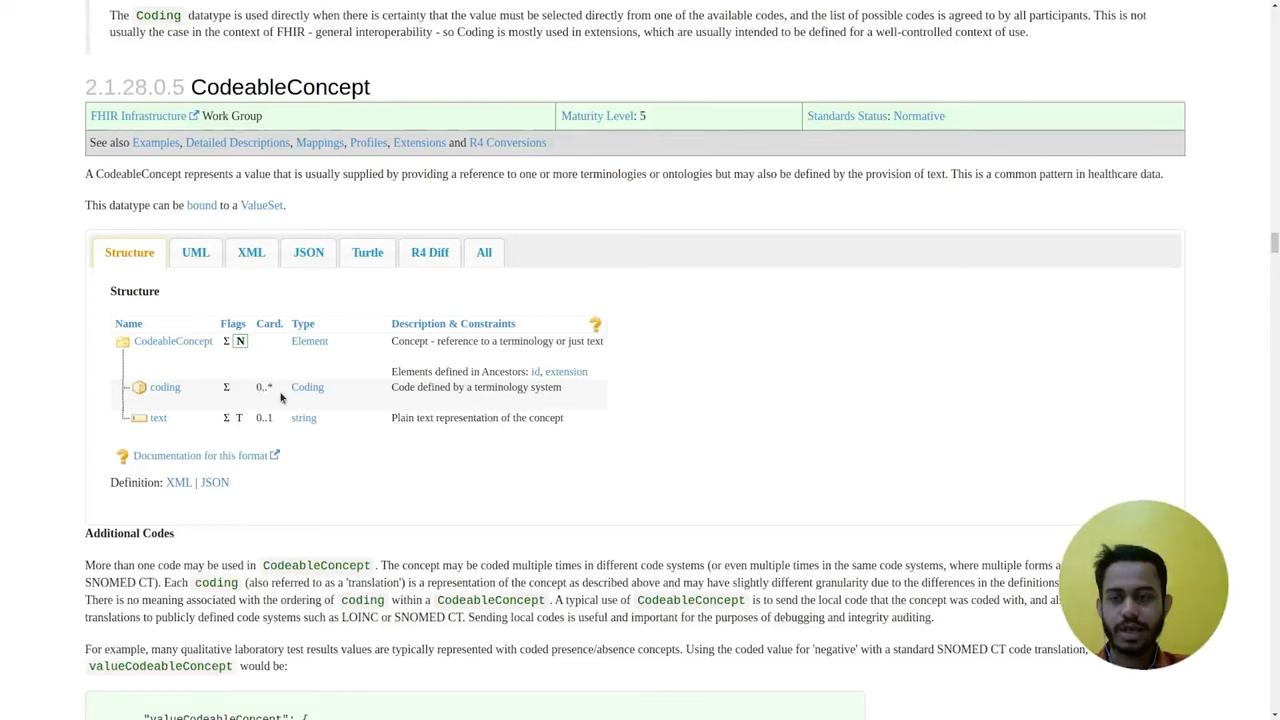 The Coding datatype is used directly when there is certainty that the value must be selected directly from one of the available codes, and the list of possible codes is agreed to by all participants. This is not
usually the case in the context of FHIR - general interoperability - so Coding is mostly used in extensions, which are usually intended to be defined for a well-controlled context of use.
2.1.28.0.5 CodeableConcept
FHIR Infrastructure Work Group Maturity Level: 5 Standards Status: Normative
See also Examples, Detailed Descriptions, Mappings, Profiles, Extensions and R4 Conversions
A CodeableConcept represents a value that is usually supplied by providing a reference to one or more terminologies or ontologies but may also be defined by the provision of text. This is a common pattern in healthcare data.
This datatype can be bound to a ValueSet.
Structure UML XML JSON Turtle R4 Diff All
Structure
Name Flags Card. Type Description & Constraints
CodeableConcept Σ N Element Concept - reference to a terminology or just text
Elements defined in Ancestors: id, extension
coding Σ 0..* Coding Code defined by a terminology system
text Σ T 0..1 string Plain text representation of the concept
Documentation for this format
Definition: XML | JSON
Additional Codes
More than one code may be used in CodeableConcept. The concept may be coded multiple times in different code systems (or even multiple times in the same code systems, where multiple forms a
SNOMED CT). Each coding (also referred to as a 'translation') is a representation of the concept as described above and may have slightly different granularity due to the differences in the definitions
There is no meaning associated with the ordering of coding within a CodeableConcept. A typical use of CodeableConcept is to send the local code that the concept was coded with, and al
translations to publicly defined code systems such as LOINC or SNOMED CT. Sending local codes is useful and important for the purposes of debugging and integrity auditing.
For example, many qualitative laboratory test results values are typically represented with coded presence/absence concepts. Using the coded value for 'negative' with a standard SNOMED CT code translation,
valueCodeableConcept would be:
"valueCodeableConcept": {